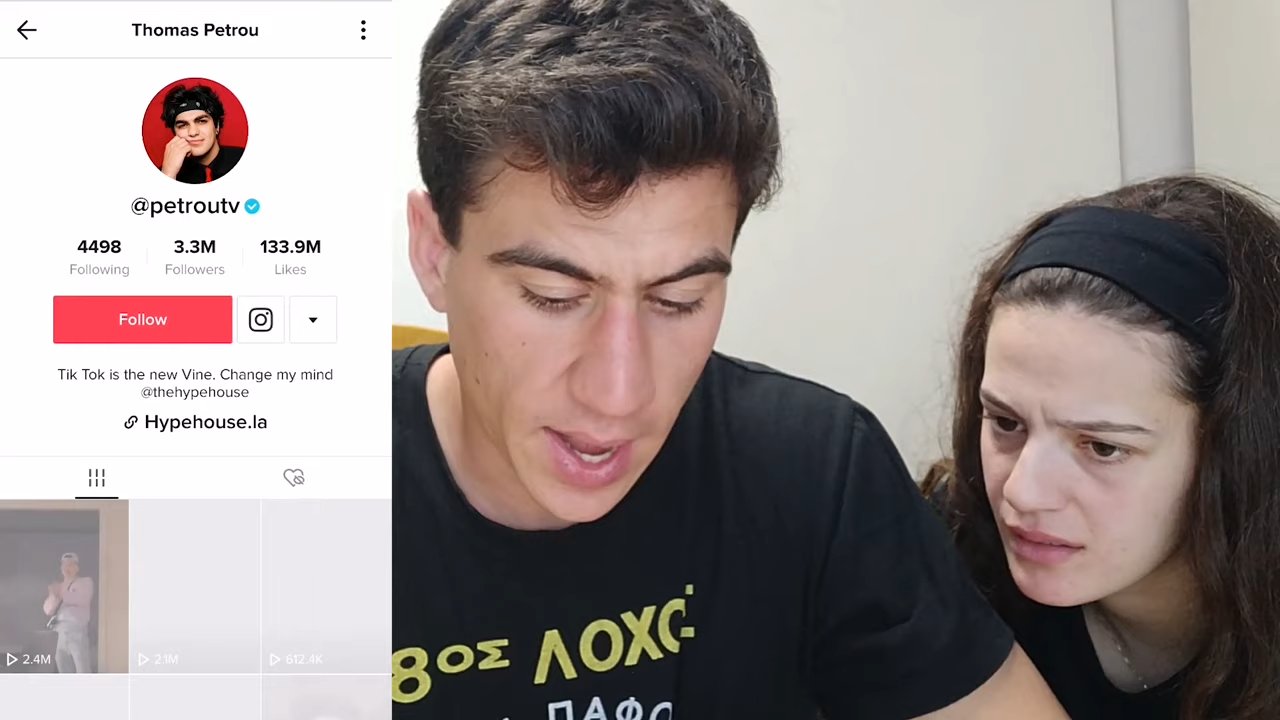 Thomas Petrou
@petroutv
4498 3.3M 133.9M
Following Followers Likes
Follow
Tik Tok is the new Vine. Change my mind
@thehypehouse
Hypehouse.la
2.4M 2.1M 612.4K
8ος ΛΟΧΟ
ΠΑΦΟ